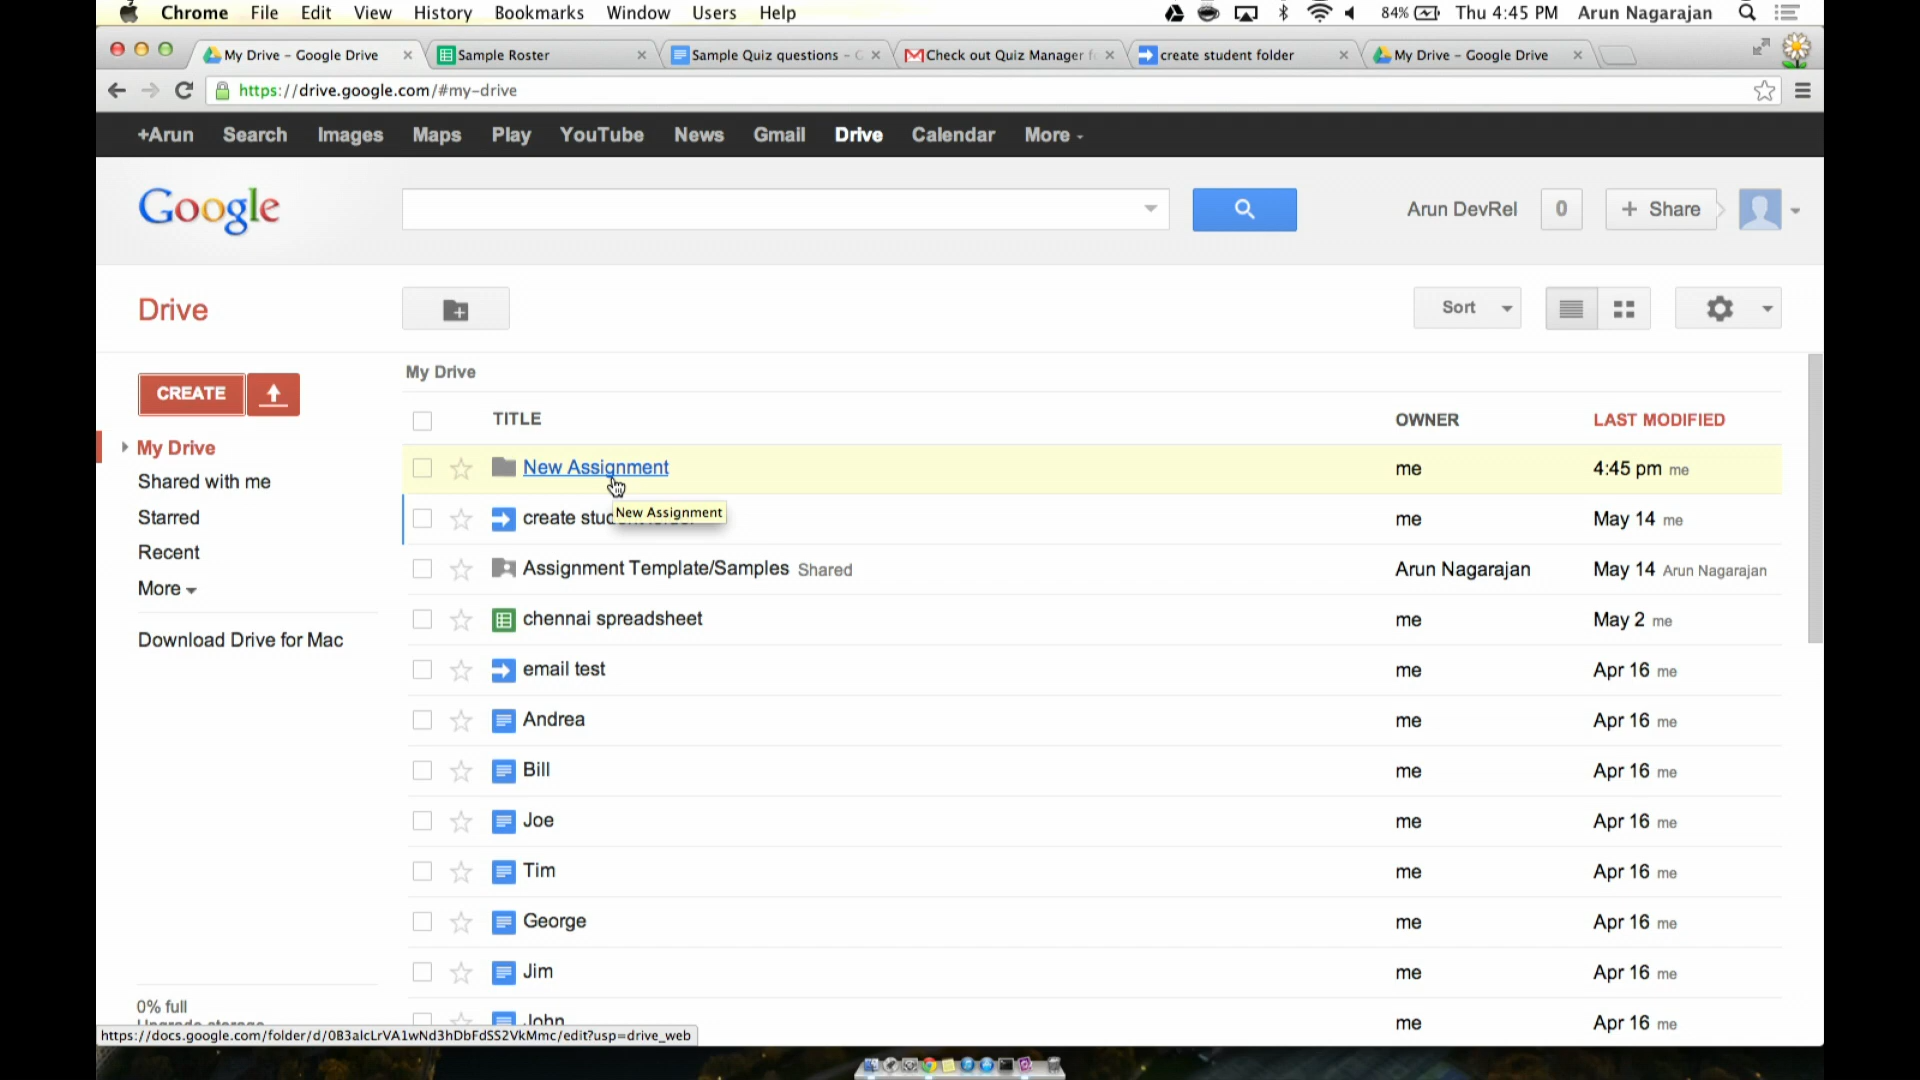 Chrome File Edit View History Bookmarks Window Users Help 84% Thu 4:45 PM Arun Nagarajan
My Drive – Google Drive Sample Roster Sample Quiz questions – Check out Quiz Manager create student folder My Drive – Google Drive
https://drive.google.com/#my-drive
+Arun Search Images Maps Play YouTube News Gmail Drive Calendar More
Google Arun DevRel 0 + Share
Drive Sort
CREATE
My Drive
Shared with me
Starred
Recent
More
Download Drive for Mac
0% full
My Drive
TITLE OWNER LAST MODIFIED
New Assignment me 4:45 pm me
New Assignment
create me May 14 me
Assignment Template/Samples Shared Arun Nagarajan May 14 Arun Nagarajan
chennai spreadsheet me May 2 me
email test me Apr 16 me
Andrea me Apr 16 me
Bill me Apr 16 me
Joe me Apr 16 me
Tim me Apr 16 me
George me Apr 16 me
Jim me Apr 16 me
John me Apr 16 me
https://docs.google.com/folder/d/0B3alcLrVA1wNd3hDbFdSS2VkMmc/edit?usp=drive_web